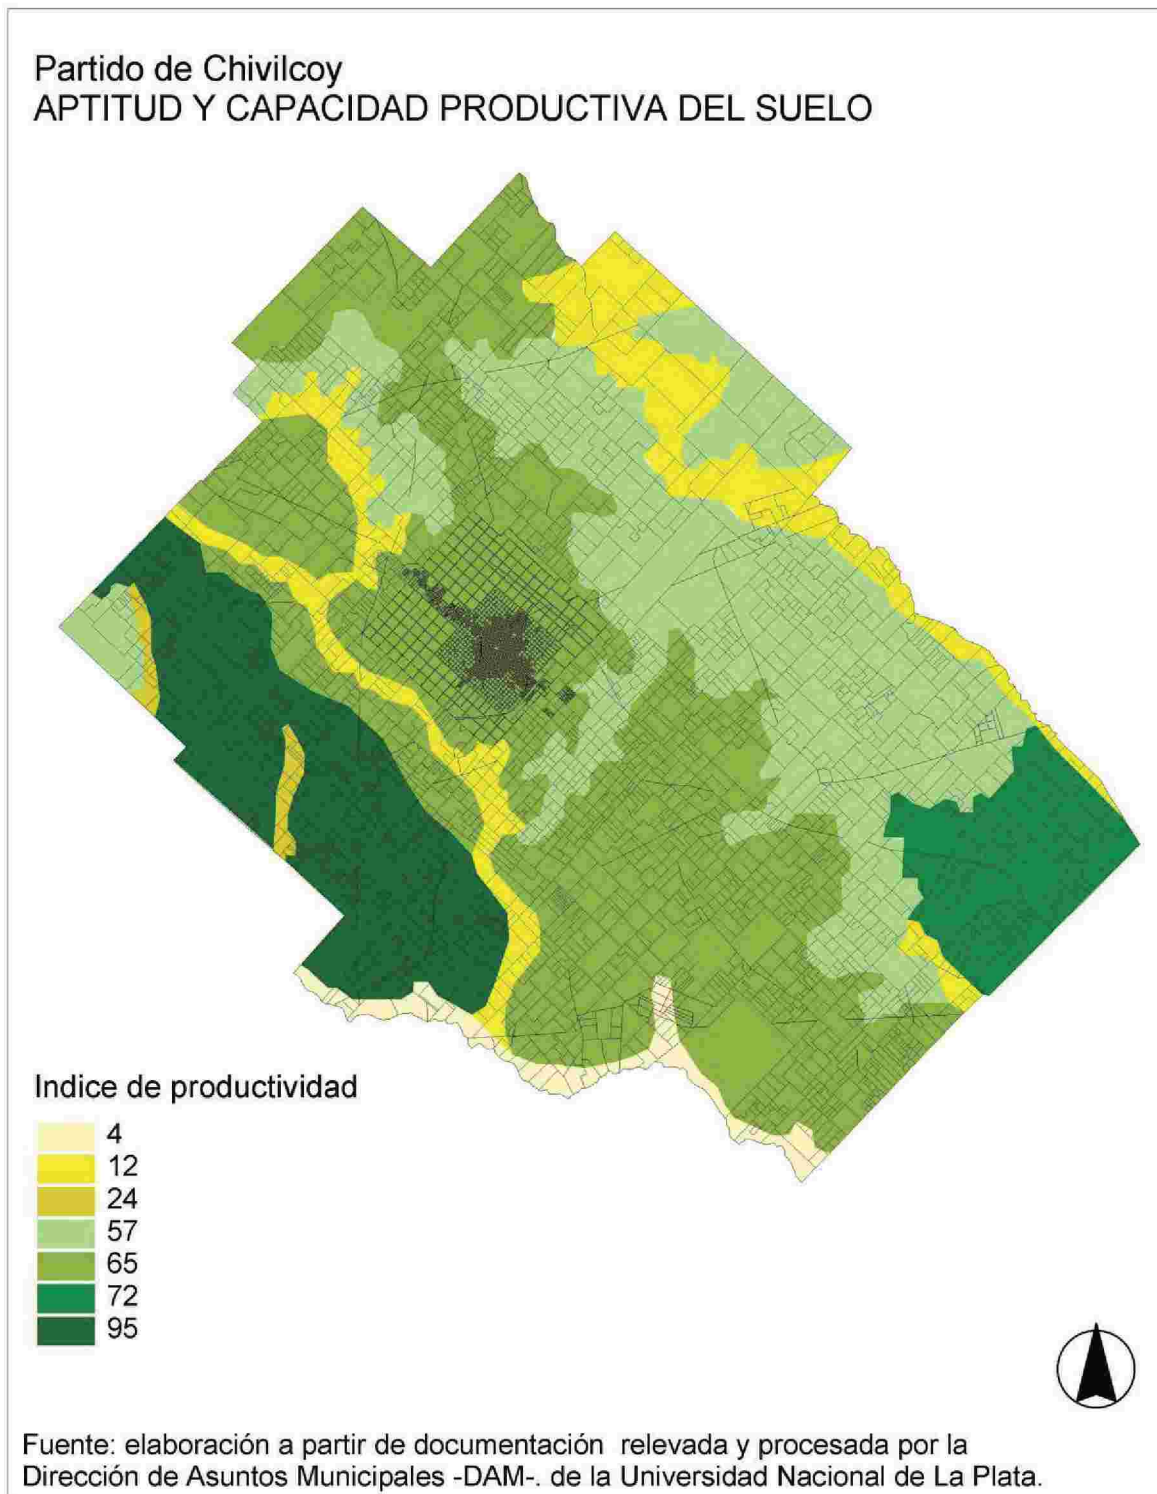 Partido de Chivilcoy
APTITUD Y CAPACIDAD PRODUCTIVA DEL SUELO
Indice de productividad
4
12
24
57
65
72
95
Fuente: elaboración a partir de documentación relevada y procesada por la
Dirección de Asuntos Municipales -DAM-. de la Universidad Nacional de La Plata.